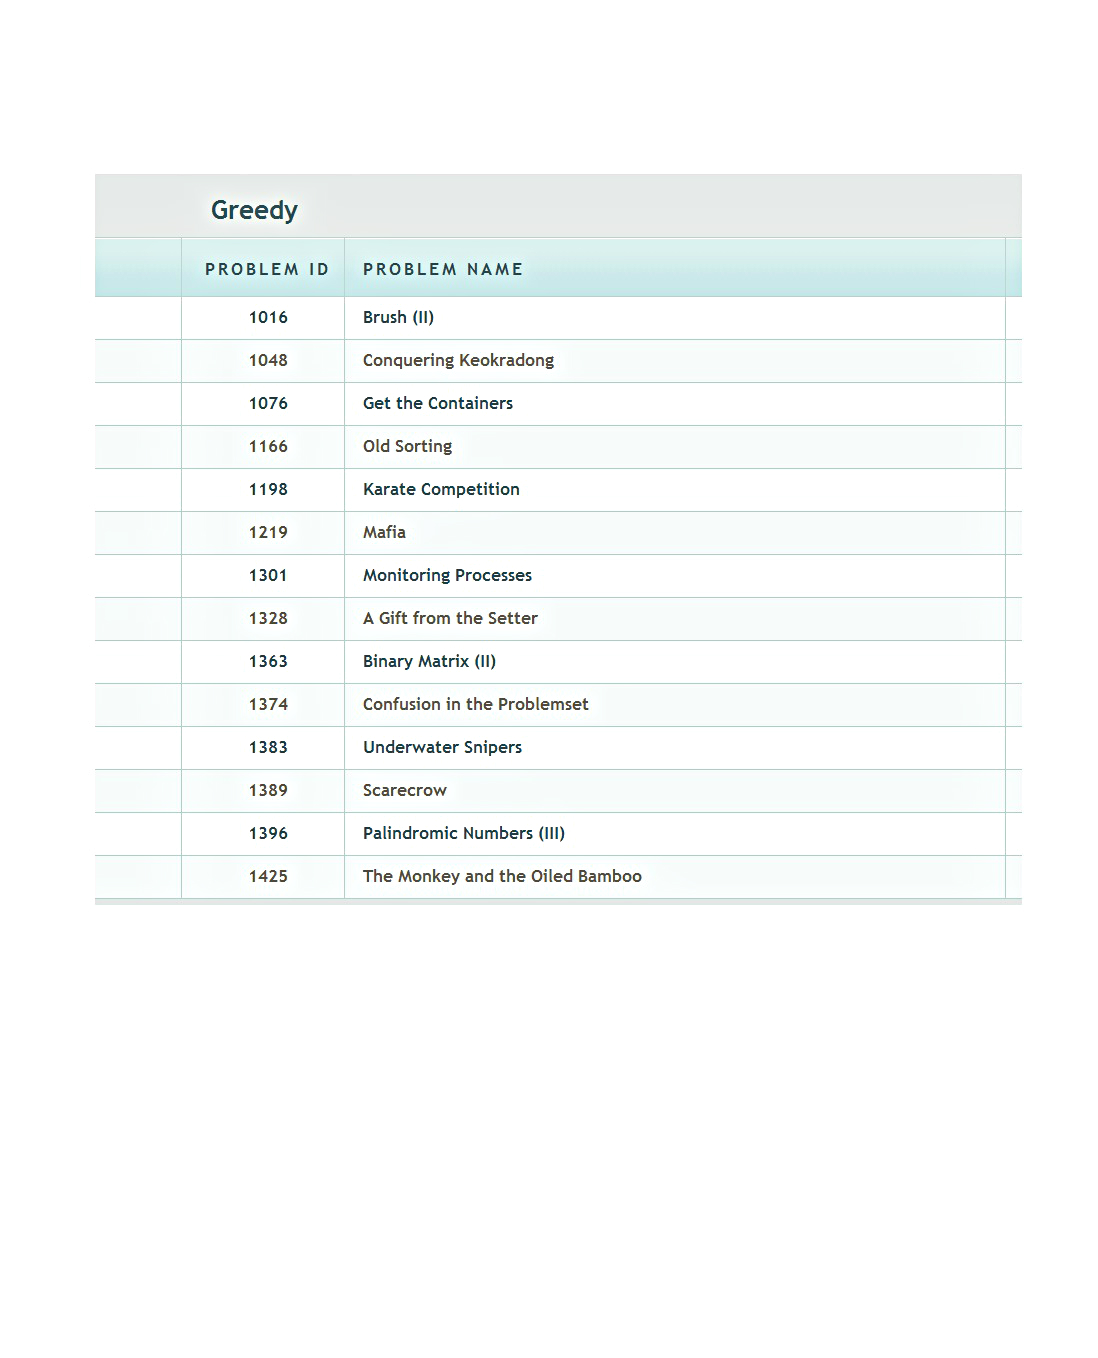 Greedy
PROBLEM ID PROBLEM NAME
1016 Brush (II)
1048 Conquering Keokradong
1076 Get the Containers
1166 Old Sorting
1198 Karate Competition
1219 Mafia
1301 Monitoring Processes
1328 A Gift from the Setter
1363 Binary Matrix (II)
1374 Confusion in the Problemset
1383 Underwater Snipers
1389 Scarecrow
1396 Palindromic Numbers (III)
1425 The Monkey and the Oiled Bamboo